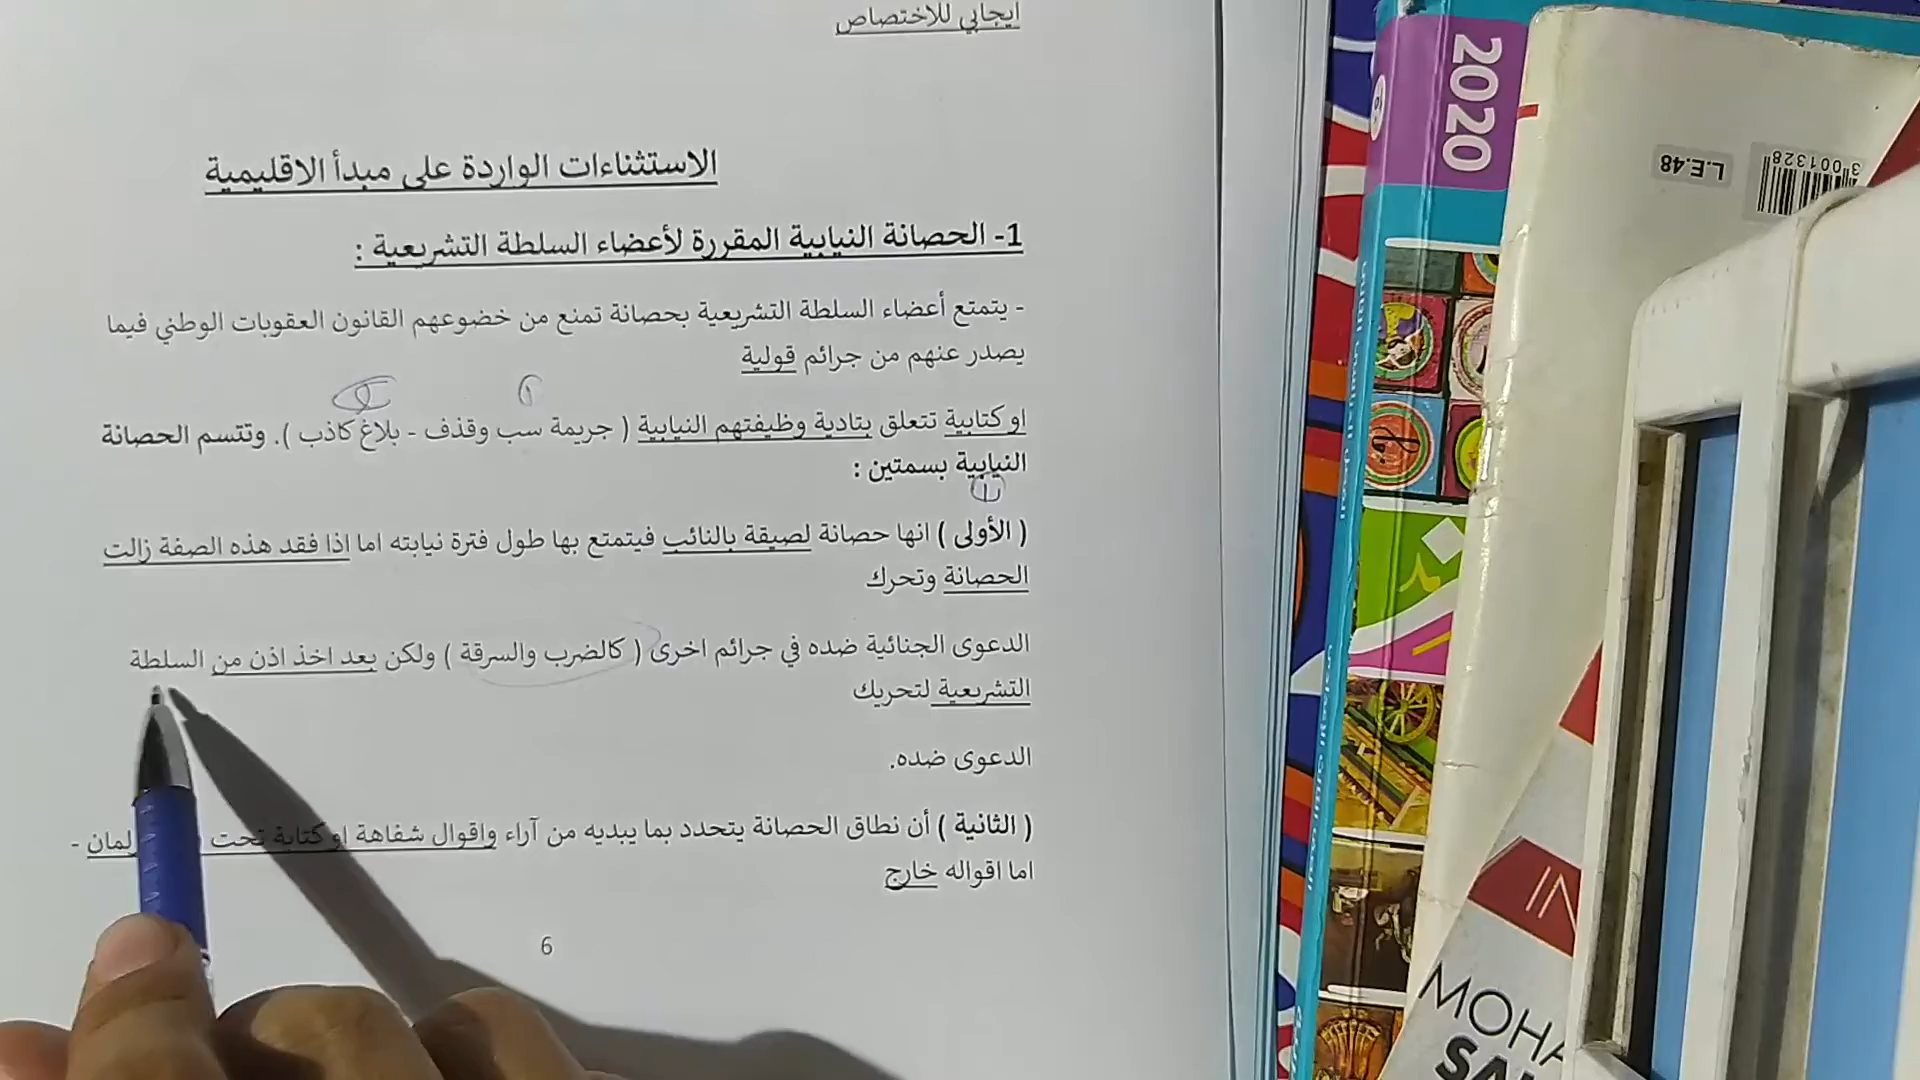 ايجابي للاختصاص
الاستثناءات الواردة على مبدأ الاقليمية
1- الحصانة النيابية المقررة لأعضاء السلطة التشريعية :
- يتمتع أعضاء السلطة التشريعية بحصانة تمنع من خضوعهم القانون العقوبات الوطني فيما
يصدر عنهم من جرائم قولية
او كتابية تتعلق بتادية وظيفتهم النيابية ( جريمة سب وقذف - بلاغ كاذب ). وتتسم الحصانة
النيابية بسمتين :
( الأولى ) انها حصانة لصيقة بالنائب فيتمتع بها طول فترة نيابته اما اذا فقد هذه الصفة زالت
الحصانة وتحرك
الدعوى الجنائية ضده في جرائم اخرى ( كالضرب والسرقة ) ولكن بعد اخذ اذن من السلطة
التشريعية لتحريك
الدعوى ضده.
( الثانية ) أن نطاق الحصانة يتحدد بما يبديه من آراء واقوال شفاهة او كتابة تحت
اما اقواله خارج
6
2020
L.E.48
3 001328
IN
MOHA